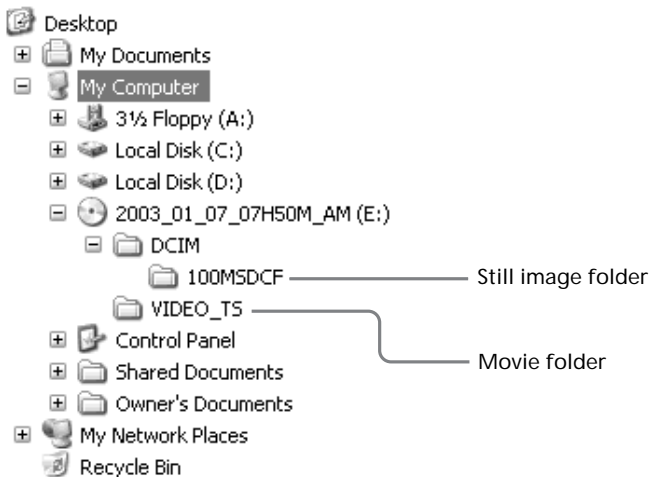 Desktop
My Documents
My Computer
3½ Floppy (A:)
Local Disk (C:)
Local Disk (D:)
2003_01_07_07H50M_AM (E:)
DCIM
100MSDCF
Still image folder
VIDEO_TS
Control Panel
Movie folder
Shared Documents
Owner's Documents
My Network Places
Recycle Bin